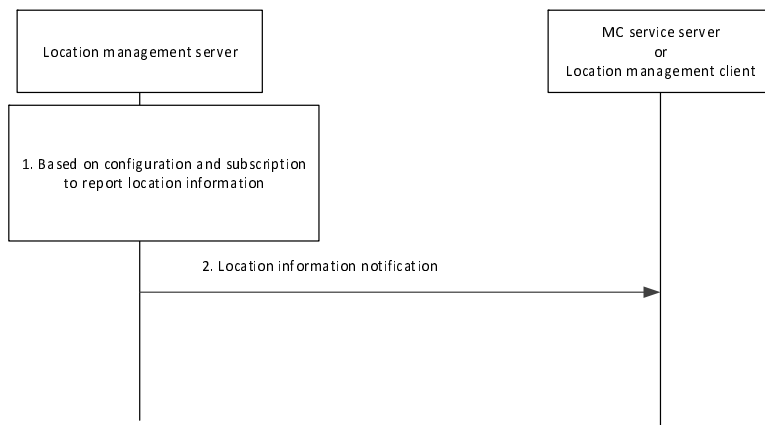 Location management server
MC service server
or
Location management client
1. Based on configuration and subscription
to report location information
2. Location information notification